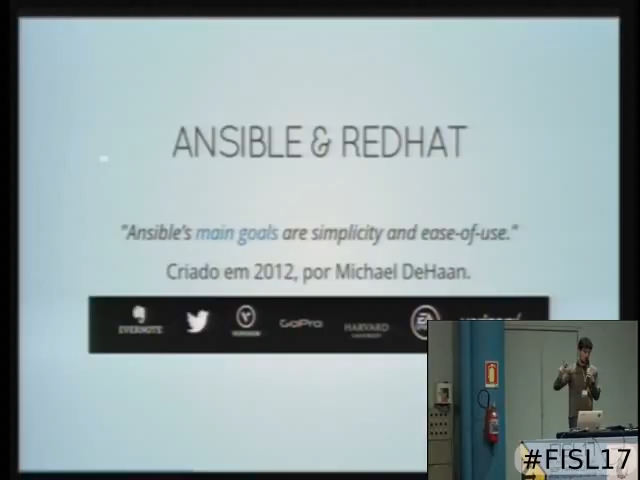 ANSIBLE & REDHAT
"Ansible's main goals are simplicity and ease-of-use."
Criado em 2012, por Michael DeHaan.
EVERNOTE
GoPro
HARVARD
EA
#FISL17